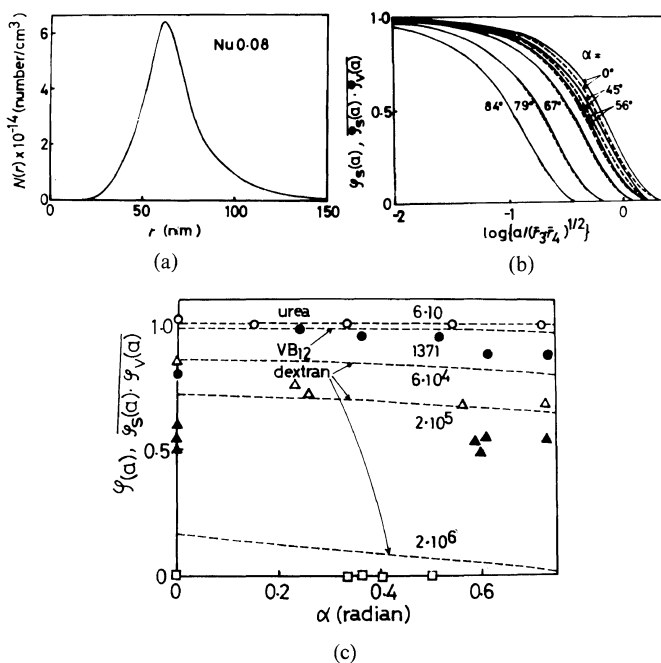 (a)
Nu 0.08
N(r) x 10⁻¹⁴ (number/cm³)
6
4
2
0
0
50
100
150
r (nm)
(a)
(b)
φs(a), φs(a)·φv(a)
1.0
0.5
0
-2
-1
0
α =
0°
45°
56°
67°
79°
84°
log{a/(r̄₃r̄₄)^1/2}
(b)
φ(a), φs(a)·φv(a)
1.0
0.5
0
urea
6·10
VB₁₂
1371
dextran
6·10⁴
2·10⁵
2·10⁶
0
0.2
0.4
0.6
α (radian)
(c)